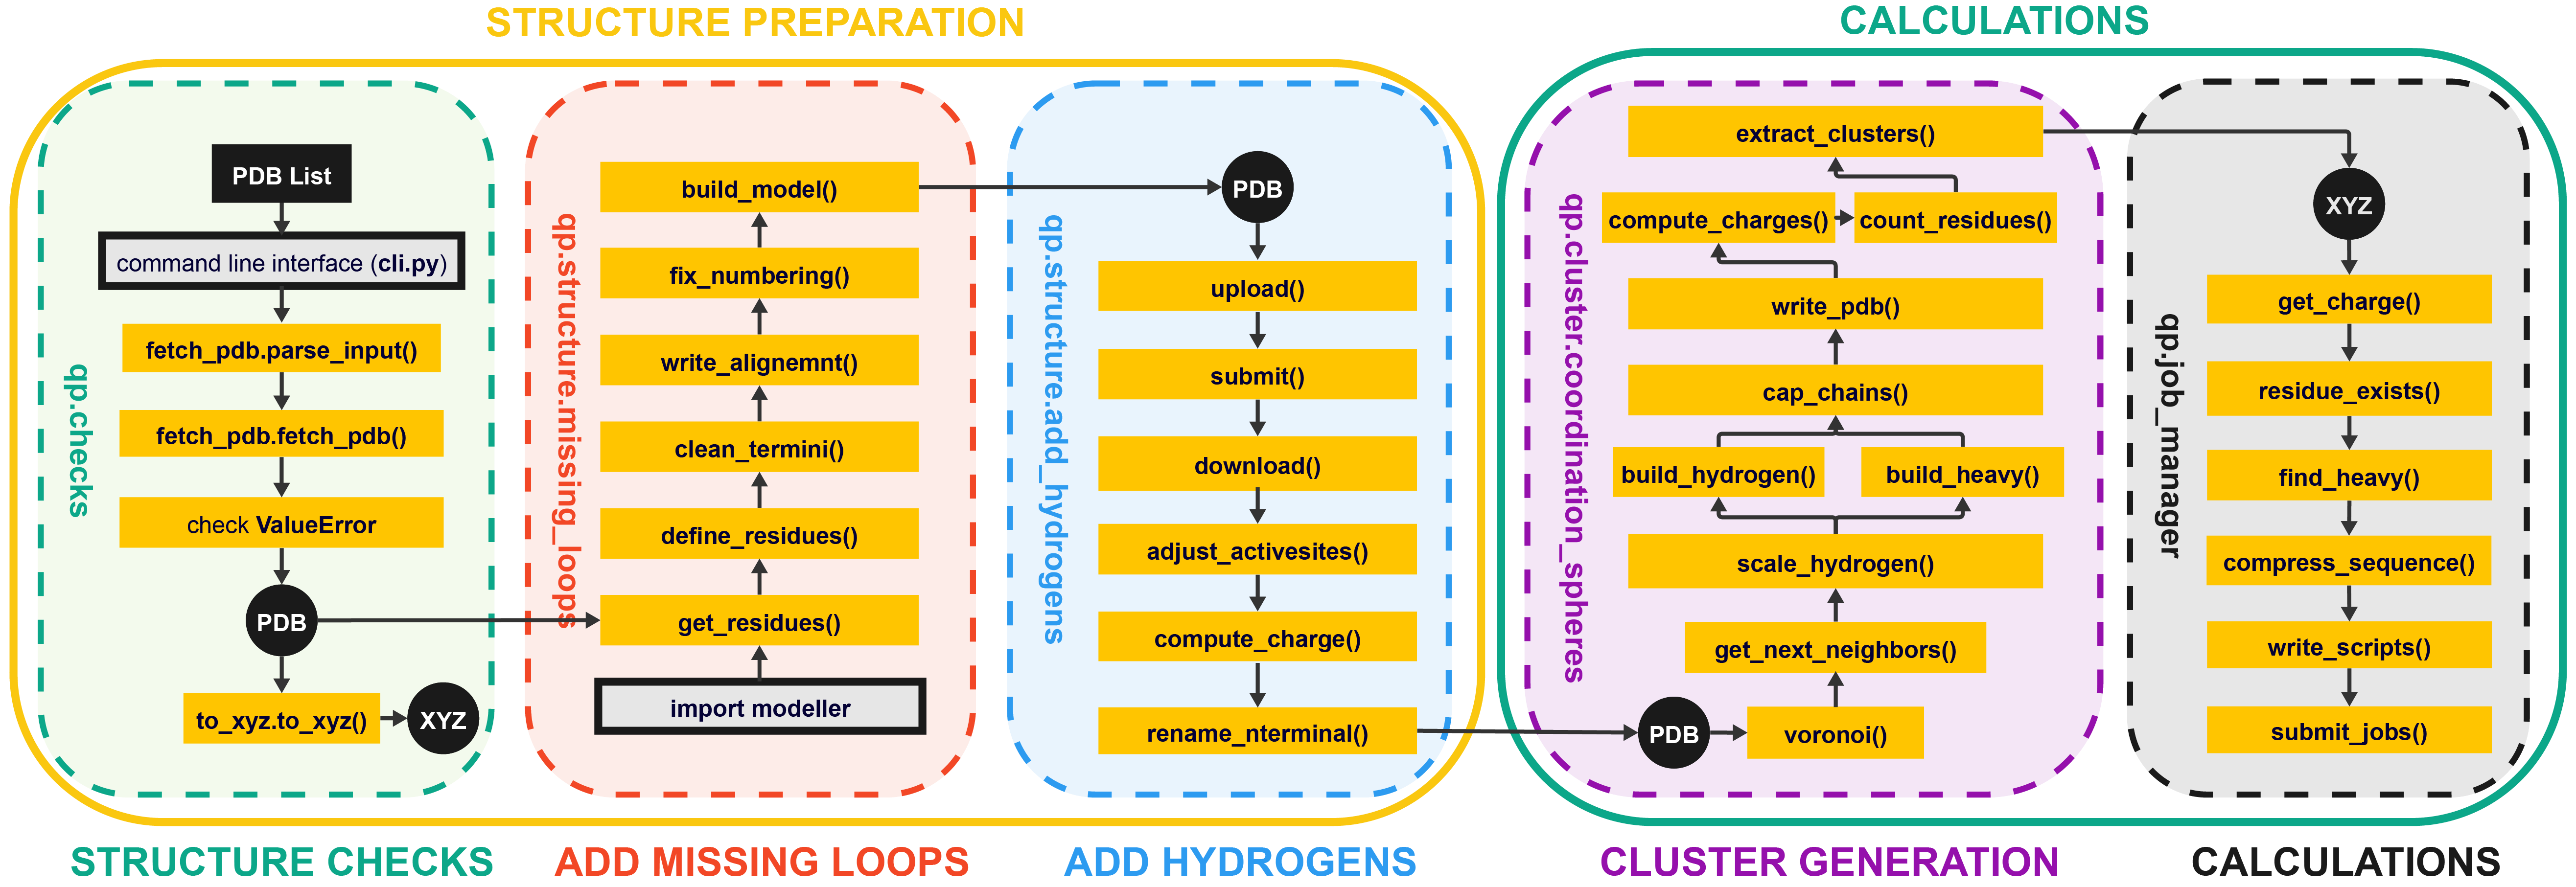 STRUCTURE PREPARATION
CALCULATIONS
qp.checks
PDB List
command line interface (cli.py)
fetch_pdb.parse_input()
fetch_pdb.fetch_pdb()
check ValueError
PDB
to_xyz.to_xyz()
XYZ
STRUCTURE CHECKS
qp.structure.missing_loops
build_model()
fix_numbering()
write_alignemnt()
clean_termini()
define_residues()
get_residues()
import modeller
ADD MISSING LOOPS
qp.structure.add_hydrogens
PDB
upload()
submit()
download()
adjust_activesites()
compute_charge()
rename_nterminal()
ADD HYDROGENS
qp.cluster.coordination_spheres
extract_clusters()
compute_charges()
count_residues()
write_pdb()
cap_chains()
build_hydrogen()
build_heavy()
scale_hydrogen()
get_next_neighbors()
PDB
voronoi()
CLUSTER GENERATION
qp.job_manager
XYZ
get_charge()
residue_exists()
find_heavy()
compress_sequence()
write_scripts()
submit_jobs()
CALCULATIONS